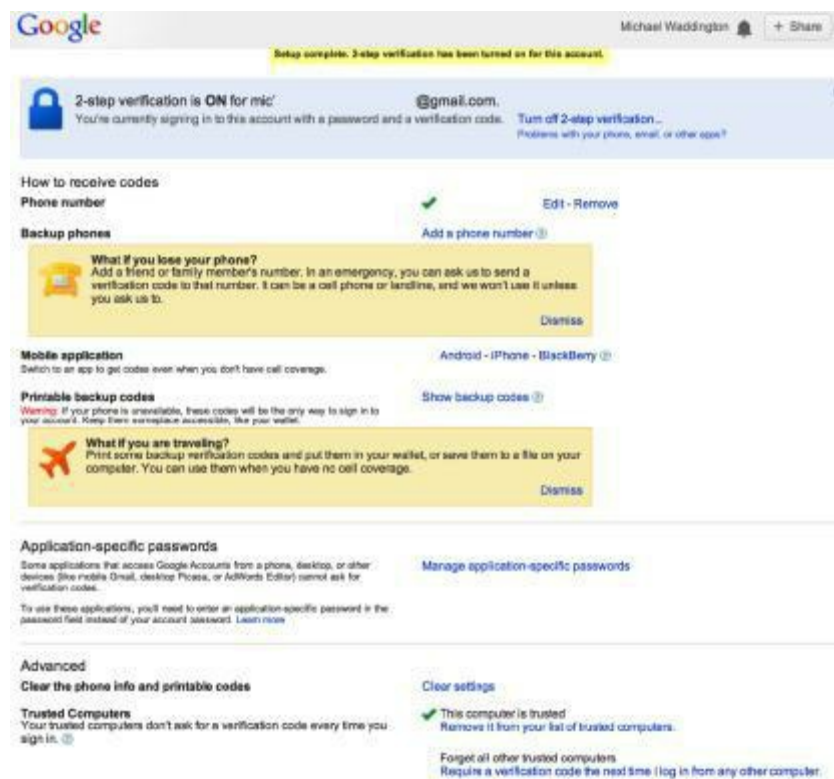 Google
Michael Waddington
+ Share
Setup complete. 2-step verification has been turned on for this account.
2-step verification is ON for mic' @gmail.com.
You're currently signing in to this account with a password and a verification code. Turn off 2-step verification...
Problems with your phone, email, or other apps?
How to receive codes
Phone number Edit - Remove
Backup phones Add a phone number
What if you lose your phone?
Add a friend or family member's number. In an emergency, you can ask us to send a
verification code to that number. It can be a cell phone or landline, and we won't use it unless
you ask us to.
Dismiss
Mobile application Android - iPhone - BlackBerry
Switch to an app to get codes even when you don't have cell coverage.
Printable backup codes Show backup codes
Warning: If your phone is unavailable, these codes will be the only way to sign in to
your account. Keep them someplace accessible, like your wallet.
What if you are traveling?
Print some backup verification codes and put them in your wallet, or save them to a file on your
computer. You can use them when you have no cell coverage.
Dismiss
Application-specific passwords
Some applications that access Google Accounts from a phone, desktop, or other Manage application-specific passwords
devices (like mobile Gmail, desktop Picasa, or AdWords Editor) cannot ask for
verification codes.
To use these applications, you'll need to enter an application-specific password in the
password field instead of your account password. Learn more
Advanced
Clear the phone info and printable codes Clear settings
Trusted Computers This computer is trusted
Your trusted computers don't ask for a verification code every time you Remove it from your list of trusted computers.
sign in.
Forget all other trusted computers
Require a verification code the next time I log in from any other computer